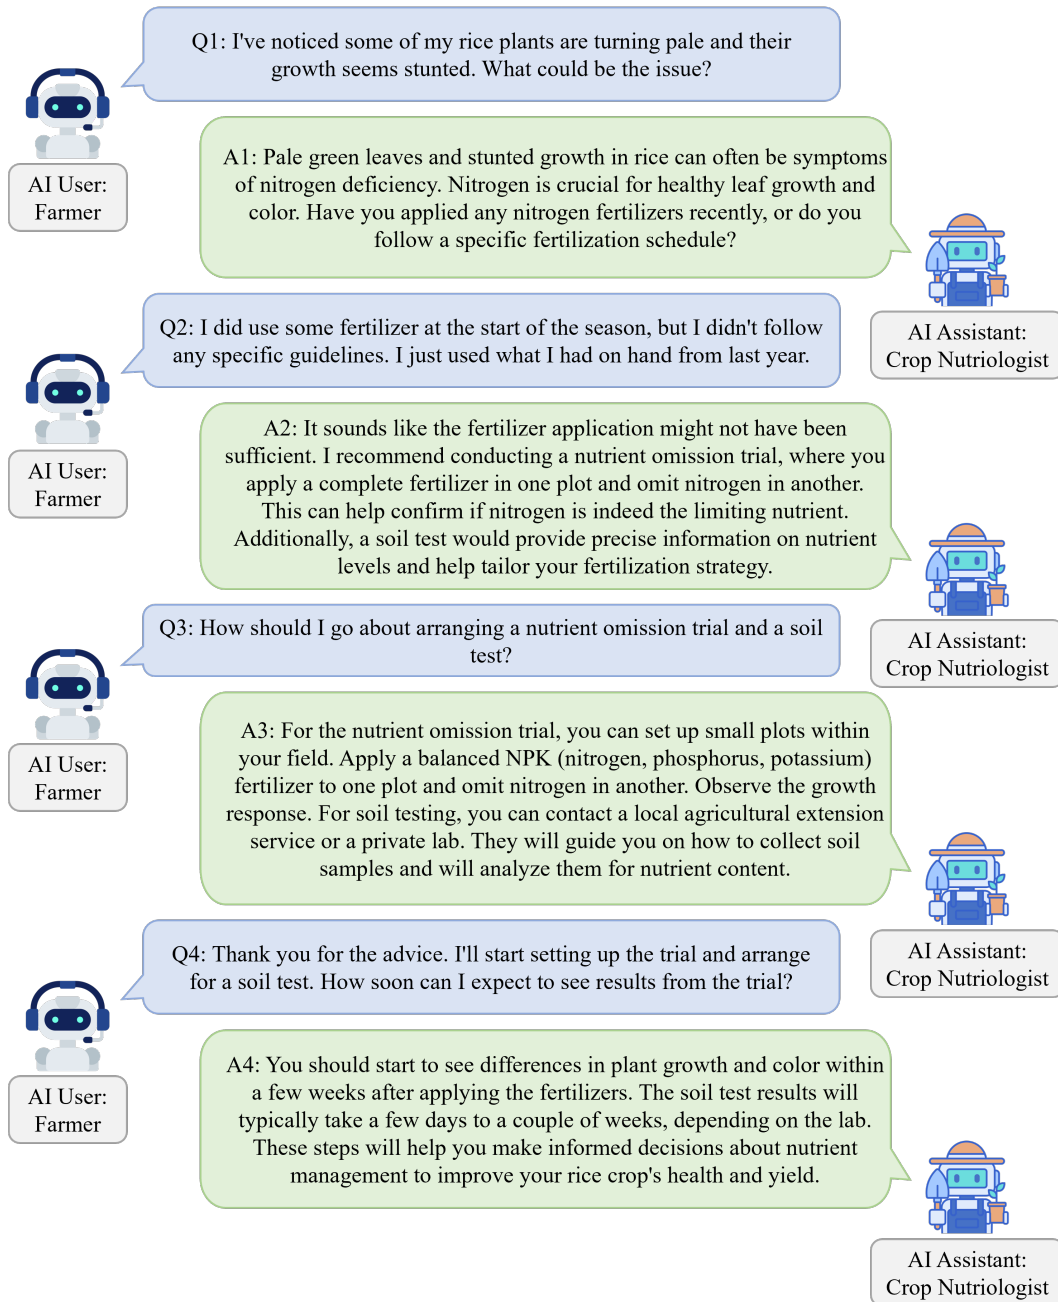 Q1: I've noticed some of my rice plants are turning pale and their
growth seems stunted. What could be the issue?
AI User:
Farmer
A1: Pale green leaves and stunted growth in rice can often be symptoms
of nitrogen deficiency. Nitrogen is crucial for healthy leaf growth and
color. Have you applied any nitrogen fertilizers recently, or do you
follow a specific fertilization schedule?
AI Assistant:
Crop Nutriologist
Q2: I did use some fertilizer at the start of the season, but I didn't follow
any specific guidelines. I just used what I had on hand from last year.
AI User:
Farmer
A2: It sounds like the fertilizer application might not have been
sufficient. I recommend conducting a nutrient omission trial, where you
apply a complete fertilizer in one plot and omit nitrogen in another.
This can help confirm if nitrogen is indeed the limiting nutrient.
Additionally, a soil test would provide precise information on nutrient
levels and help tailor your fertilization strategy.
AI Assistant:
Crop Nutriologist
Q3: How should I go about arranging a nutrient omission trial and a soil
test?
AI User:
Farmer
A3: For the nutrient omission trial, you can set up small plots within
your field. Apply a balanced NPK (nitrogen, phosphorus, potassium)
fertilizer to one plot and omit nitrogen in another. Observe the growth
response. For soil testing, you can contact a local agricultural extension
service or a private lab. They will guide you on how to collect soil
samples and will analyze them for nutrient content.
AI Assistant:
Crop Nutriologist
Q4: Thank you for the advice. I'll start setting up the trial and arrange
for a soil test. How soon can I expect to see results from the trial?
AI User:
Farmer
A4: You should start to see differences in plant growth and color within
a few weeks after applying the fertilizers. The soil test results will
typically take a few days to a couple of weeks, depending on the lab.
These steps will help you make informed decisions about nutrient
management to improve your rice crop's health and yield.
AI Assistant:
Crop Nutriologist